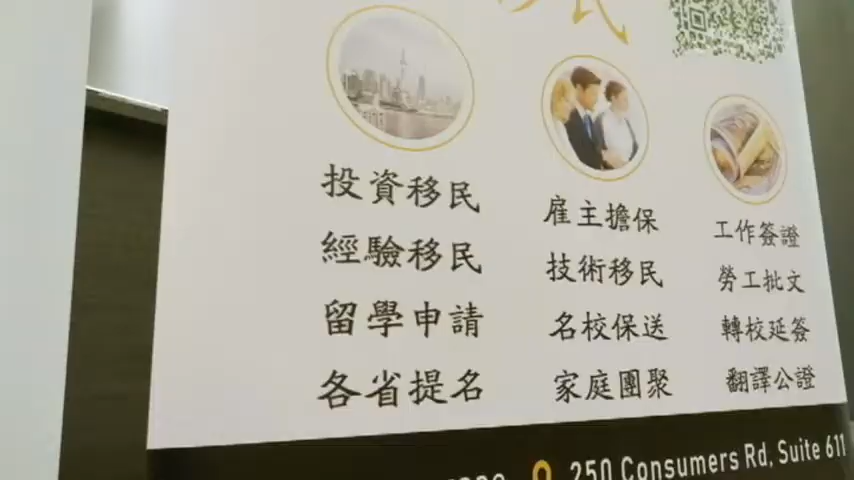 民
投資移民
經驗移民
留學申請
各省提名
雇主擔保
技術移民
名校保送
家庭團聚
工作簽證
勞工批文
轉校延簽
翻譯公證
250 Consumers Rd, Suite 611